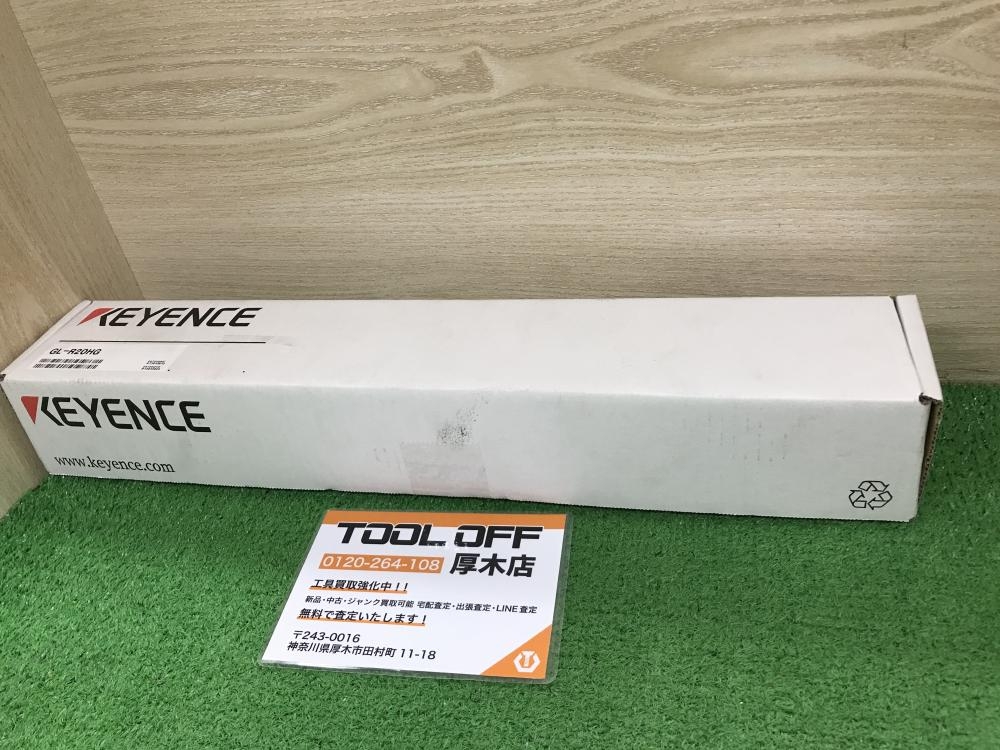 KEYENCE
GL-R20HG
KEYENCE
www.keyence.com
TOOL OFF
0120-264-108 厚木店
工具買取強化中！！
新品・中古・ジャンク買取可能 宅配査定・出張査定・LINE査定
無料で査定いたします！
〒243-0016
神奈川県厚木市田村町 11-18